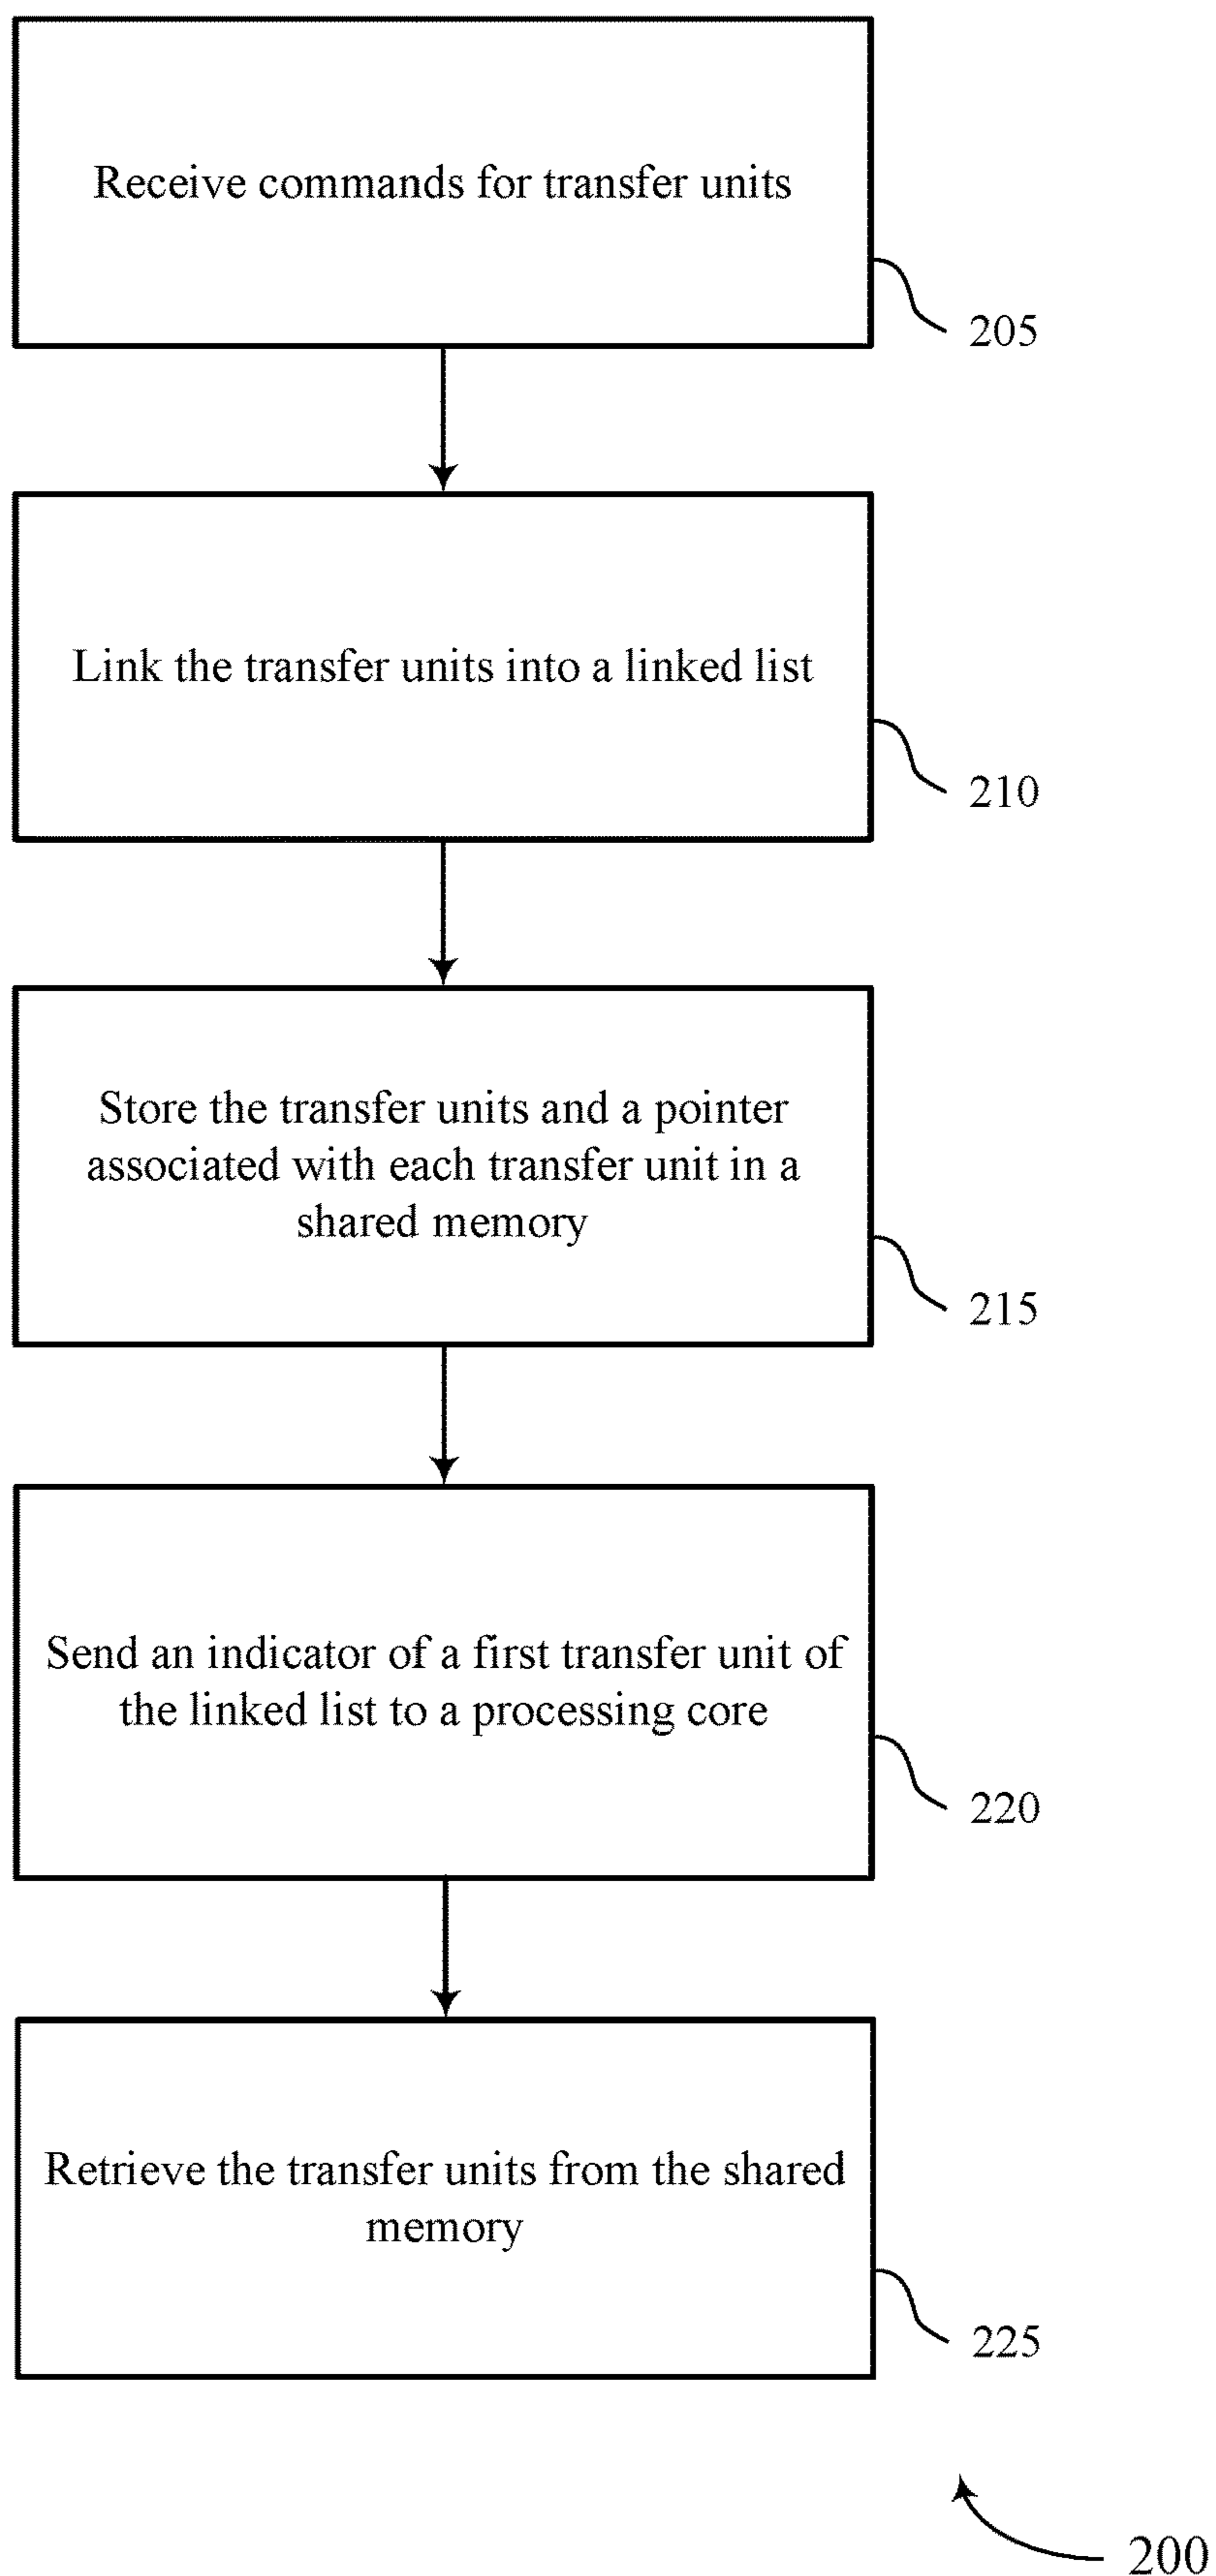 Receive commands for transfer units
205
Link the transfer units into a linked list
210
Store the transfer units and a pointer
associated with each transfer unit in a
shared memory
215
Send an indicator of a first transfer unit of
the linked list to a processing core
220
Retrieve the transfer units from the shared
memory
225
200